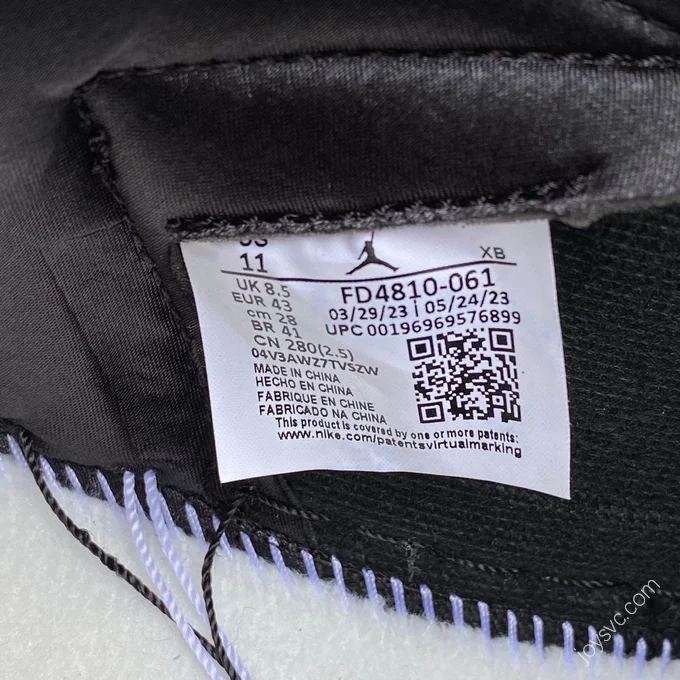 US
11
XB
UK 8.5
EUR 43
cm 28
BR 41
CN 280(2.5)
04V3AWZ7TVSZW
FD4810-061
03/29/23 | 05/24/23
UPC 00196969576899
MADE IN CHINA
HECHO EN CHINA
FABRIQUE EN CHINE
FABRICADO NA CHINA
This product is covered by one or more patents:
www.nike.com/patentsvirtualmarking
joysvc.com